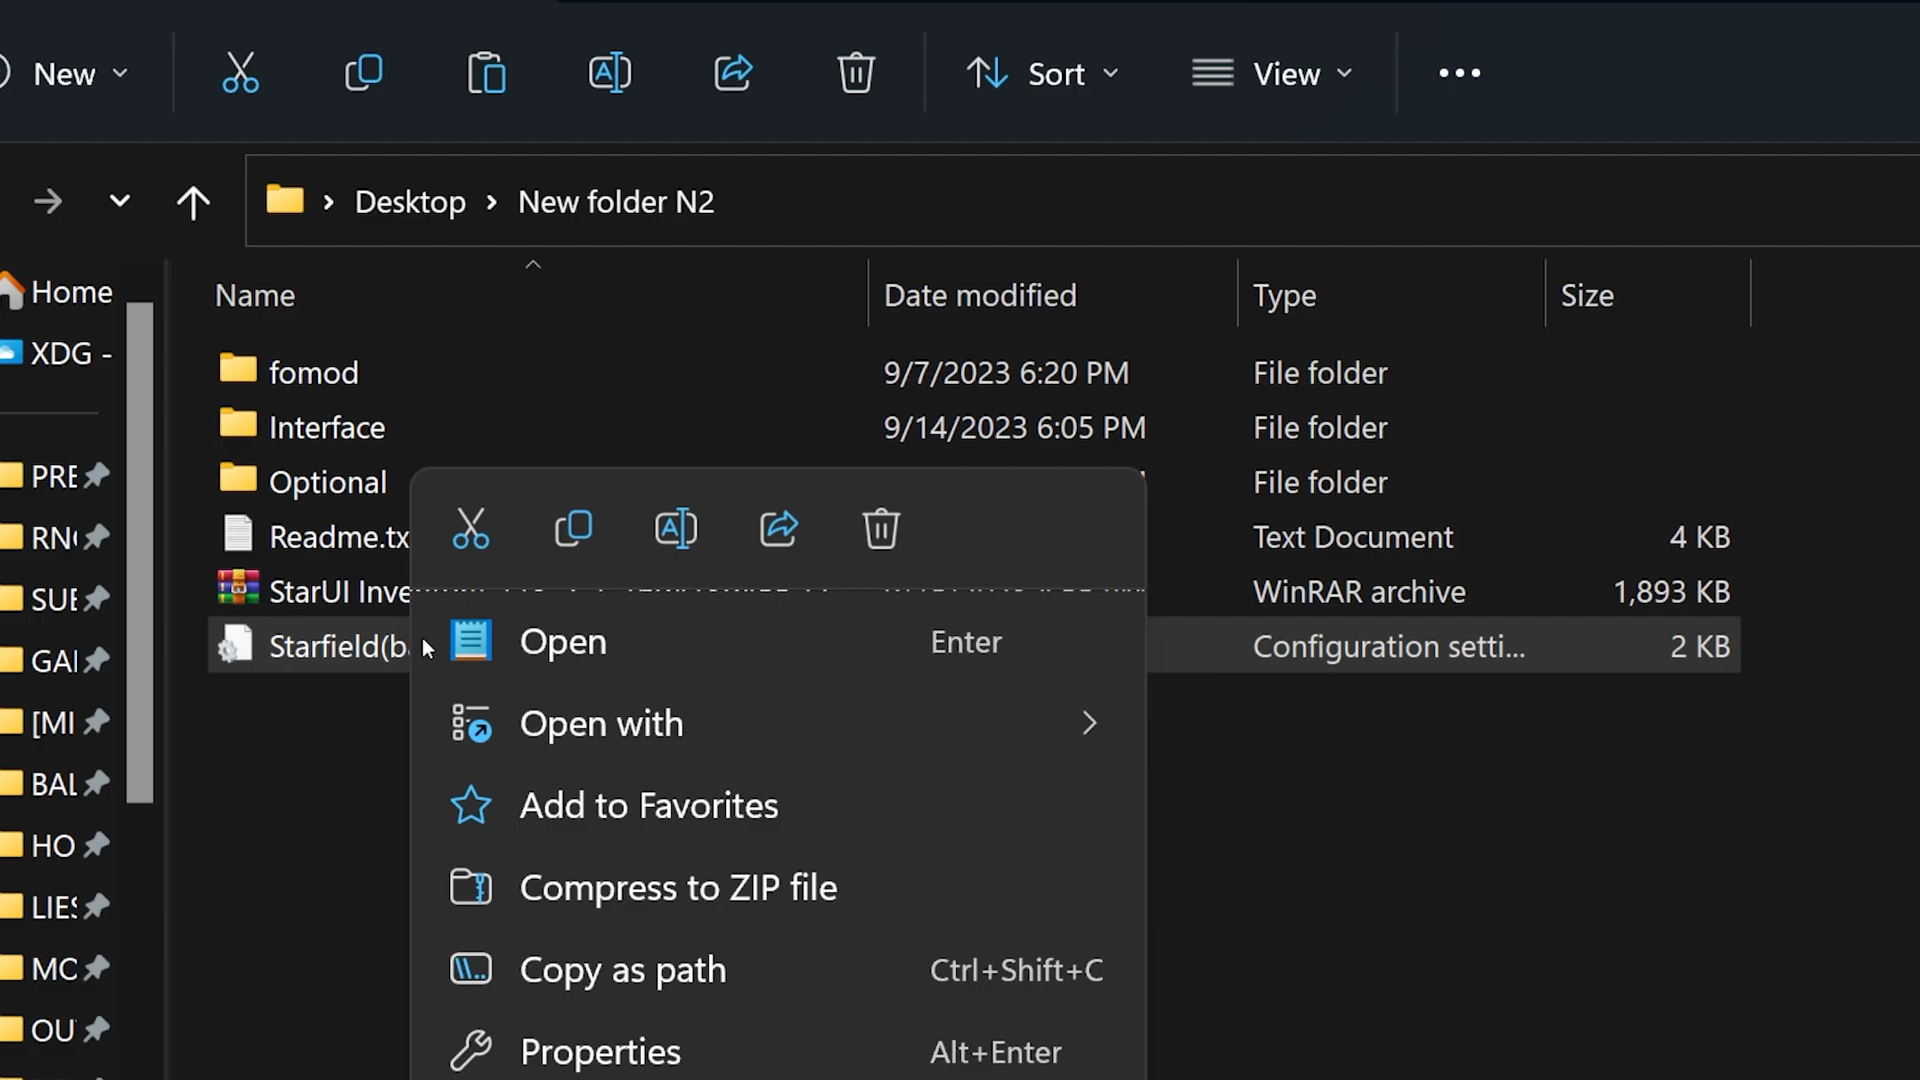 New
Sort
View
Desktop
New folder N2
Name
Date modified
Type
Size
Home
XDG -
PRE
RN
SUE
GAI
[MI
BAL
HO
LIES
MC
OU
fomod
9/7/2023 6:20 PM
File folder
Interface
9/14/2023 6:05 PM
File folder
Optional
File folder
Readme.tx
Text Document
4 KB
StarUI Inve
WinRAR archive
1,893 KB
Starfield(b
Configuration setti...
2 KB
Open
Enter
Open with
Add to Favorites
Compress to ZIP file
Copy as path
Ctrl+Shift+C
Properties
Alt+Enter